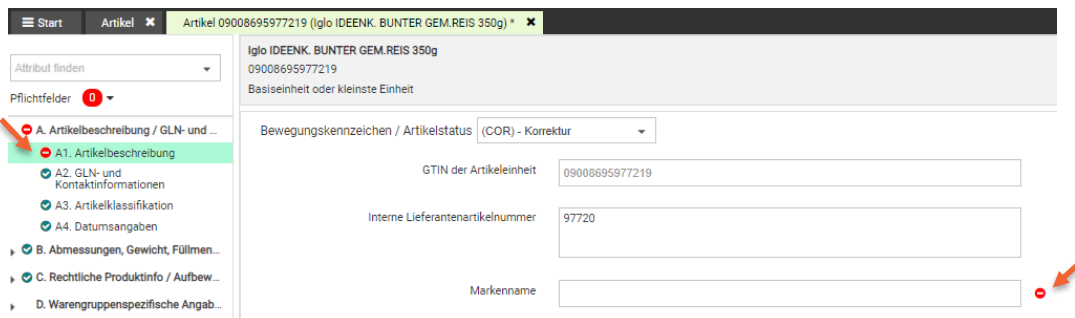 Start
Artikel
Artikel 09008695977219 (Iglo IDEENK. BUNTER GEM.REIS 350g) *
Attribut finden
Pflichtfelder 0
A. Artikelbeschreibung / GLN- und ...
A1. Artikelbeschreibung
A2. GLN- und
Kontaktinformationen
A3. Artikelklassifikation
A4. Datumsangaben
B. Abmessungen, Gewicht, Füllmen...
C. Rechtliche Produktinfo / Aufbew...
D. Warengruppenspezifische Angab...
Iglo IDEENK. BUNTER GEM.REIS 350g
09008695977219
Basiseinheit oder kleinste Einheit
Bewegungskennzeichen / Artikelstatus (COR) - Korrektur
GTIN der Artikeleinheit 09008695977219
Interne Lieferantenartikelnummer 97720
Markenname